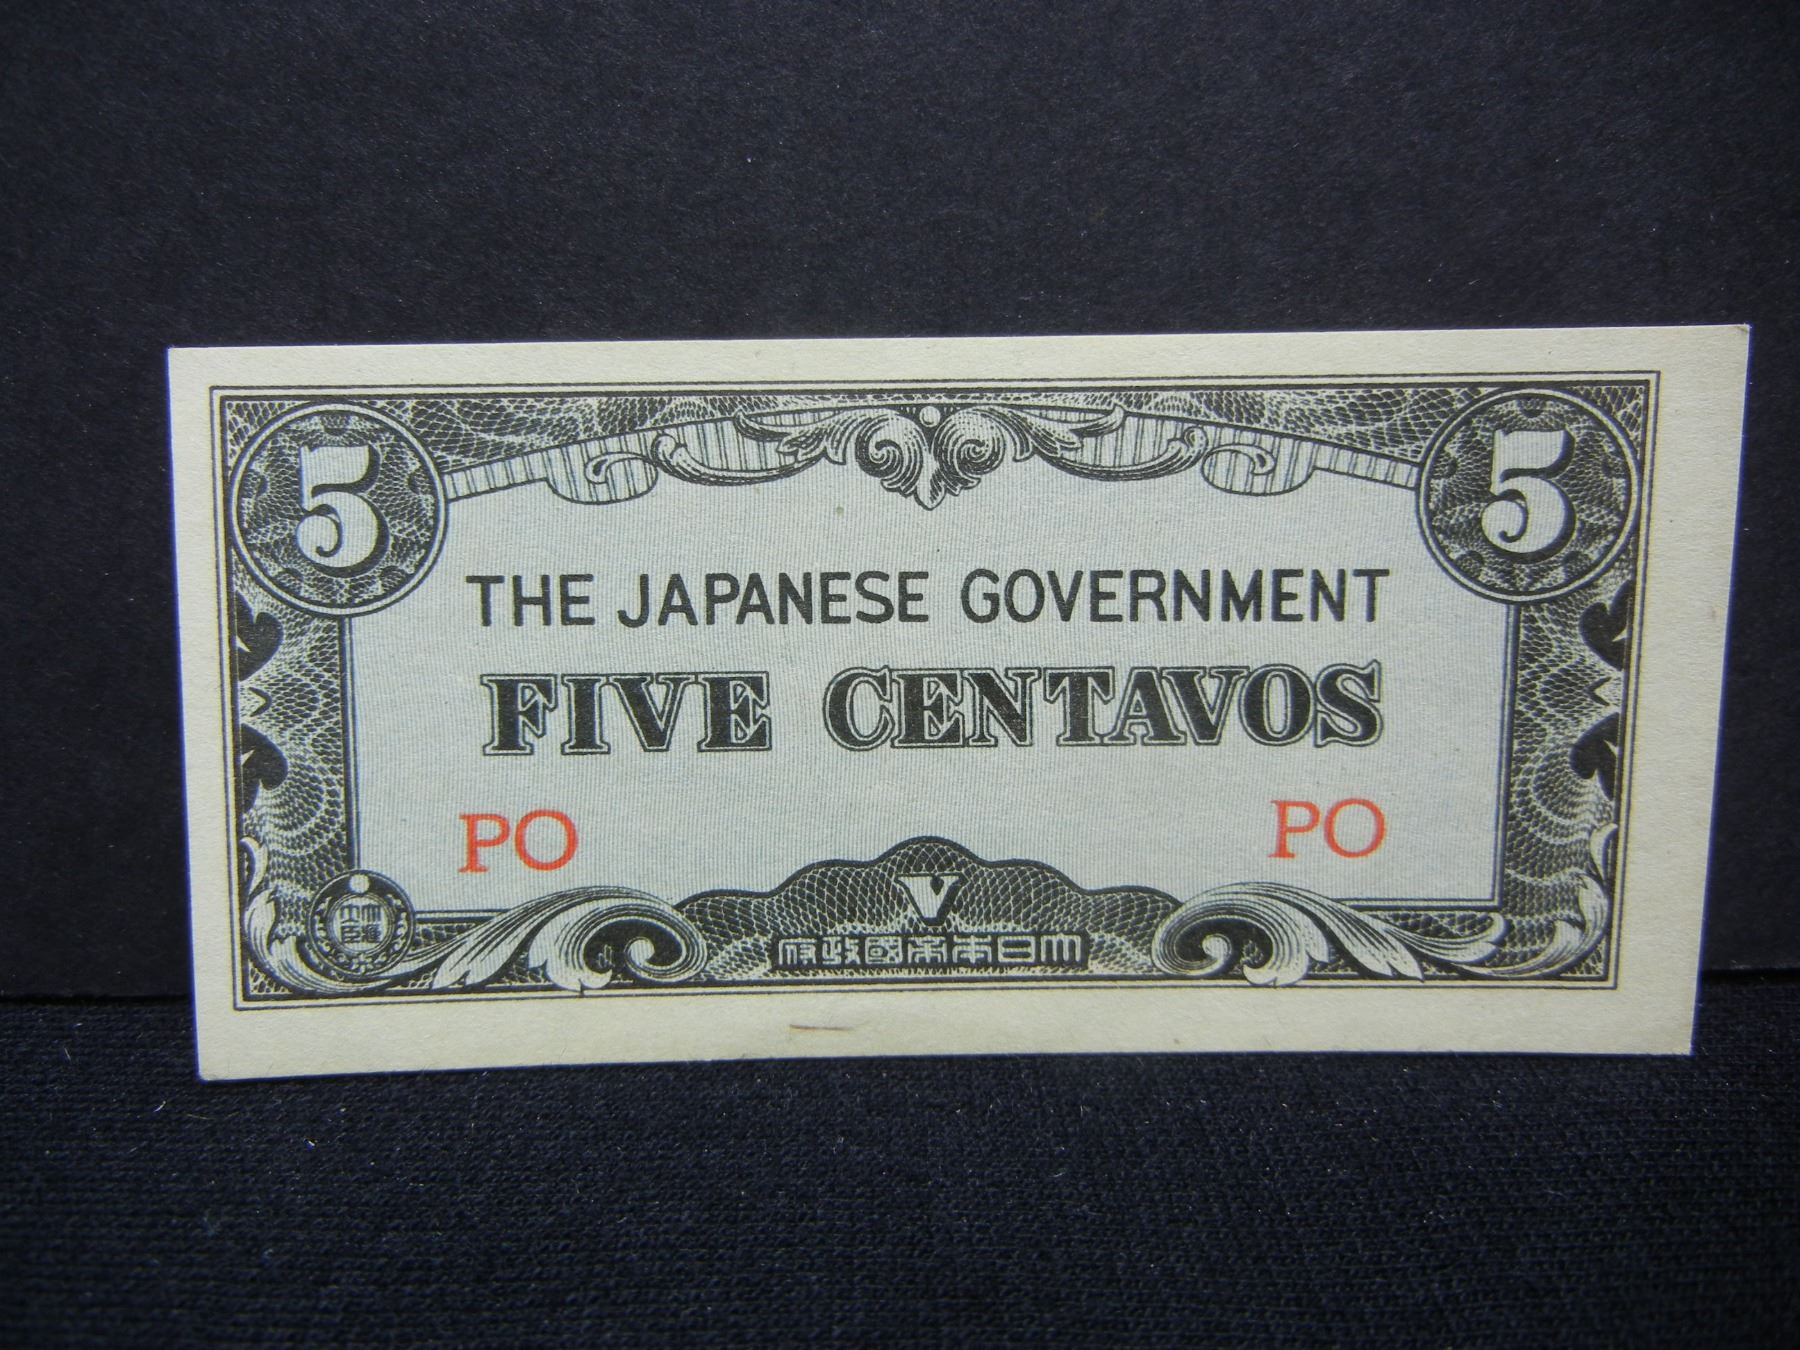 5 5
THE JAPANESE GOVERNMENT
FIVE CENTAVOS
PO PO
V
府政國帝本日大